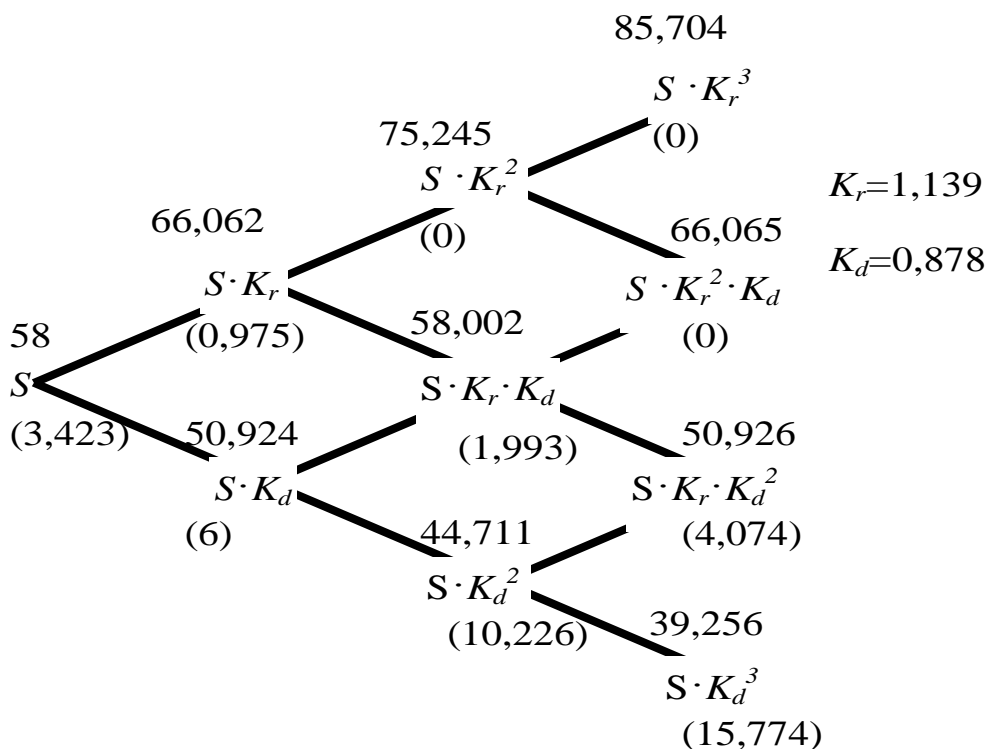 85,704
S · K_r^3
(0)
75,245
S · K_r^2
(0)
K_r=1,139
66,062
S · K_r
(0,975)
66,065
S · K_r^2 · K_d
(0)
K_d=0,878
58
S
(3,423)
58,002
S · K_r · K_d
(1,993)
50,924
S · K_d
(6)
50,926
S · K_r · K_d^2
(4,074)
44,711
S · K_d^2
(10,226)
39,256
S · K_d^3
(15,774)